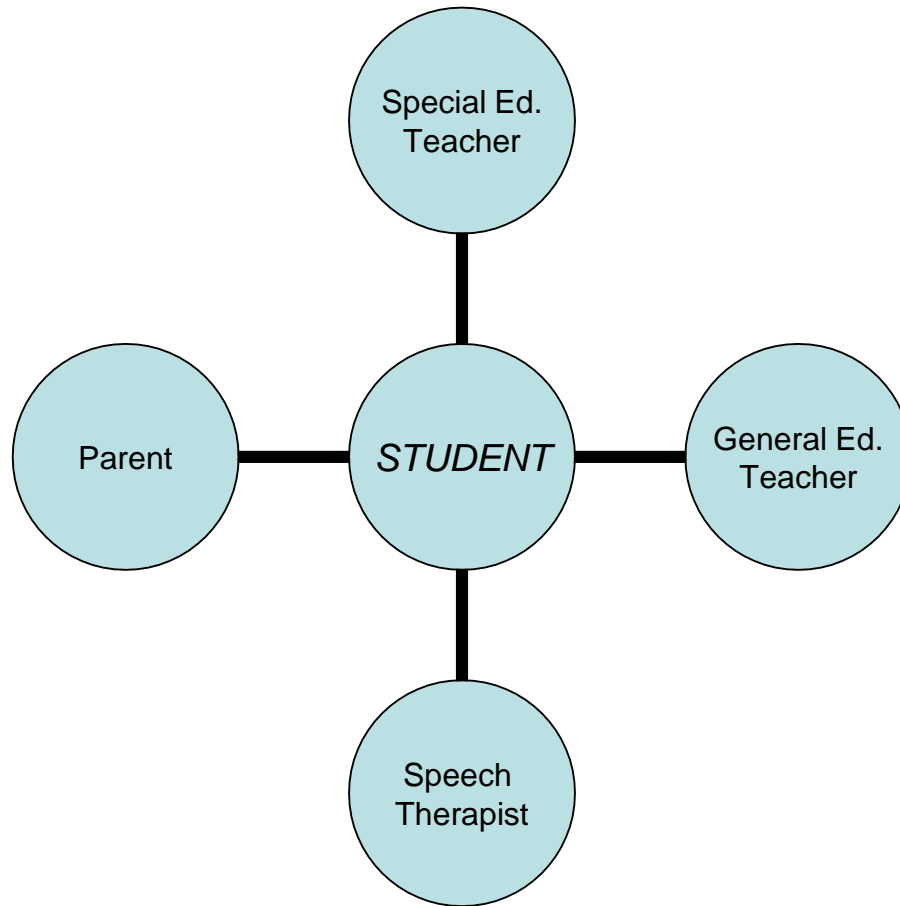 Special Ed.
Teacher
Parent
STUDENT
General Ed.
Teacher
Speech
Therapist